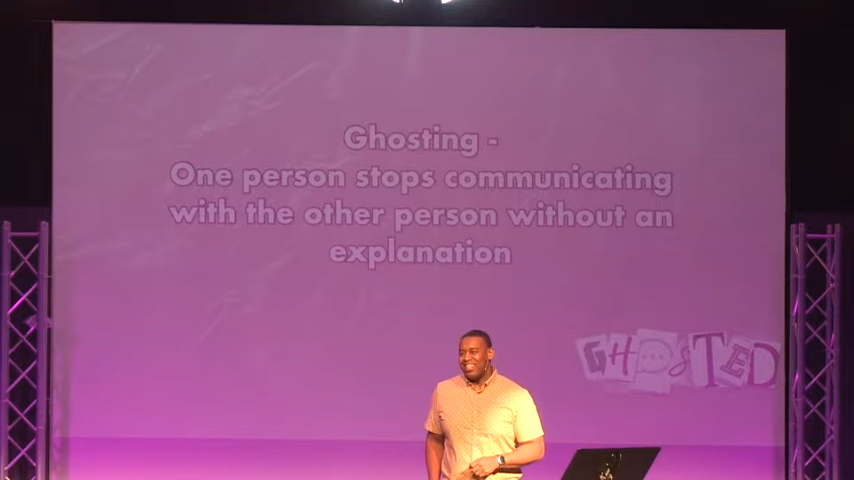 Ghosting -
One person stops communicating
with the other person without an
explanation
GHOSTED